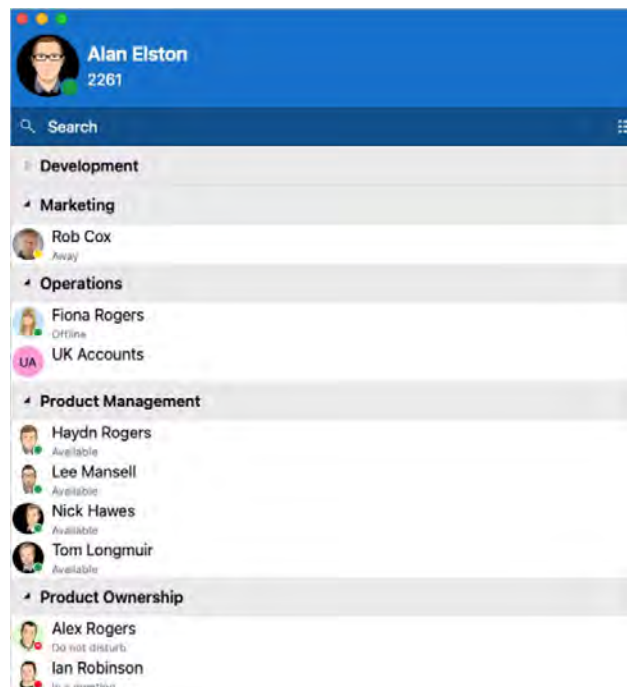 Alan Elston
2261
Search
Development
Marketing
Rob Cox
Away
Operations
Fiona Rogers
Offline
UA
UK Accounts
Product Management
Haydn Rogers
Available
Lee Mansell
Available
Nick Hawes
Available
Tom Longmuir
Available
Product Ownership
Alex Rogers
Do not disturb
Ian Robinson
In a meeting